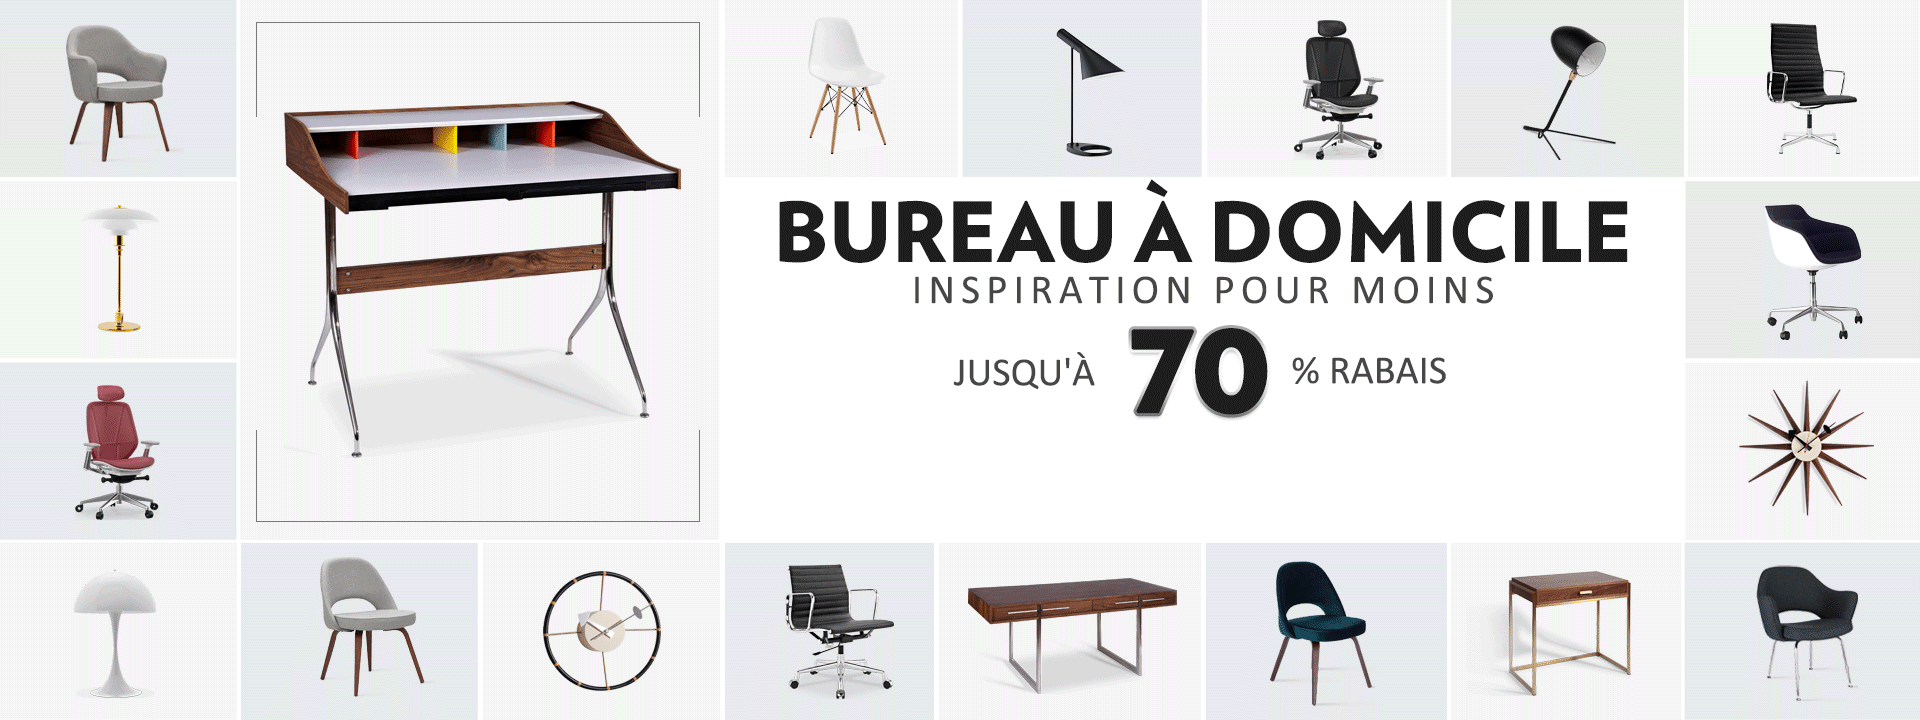 BUREAU À DOMICILE
INSPIRATION POUR MOINS
JUSQU'À 70 % RABAIS